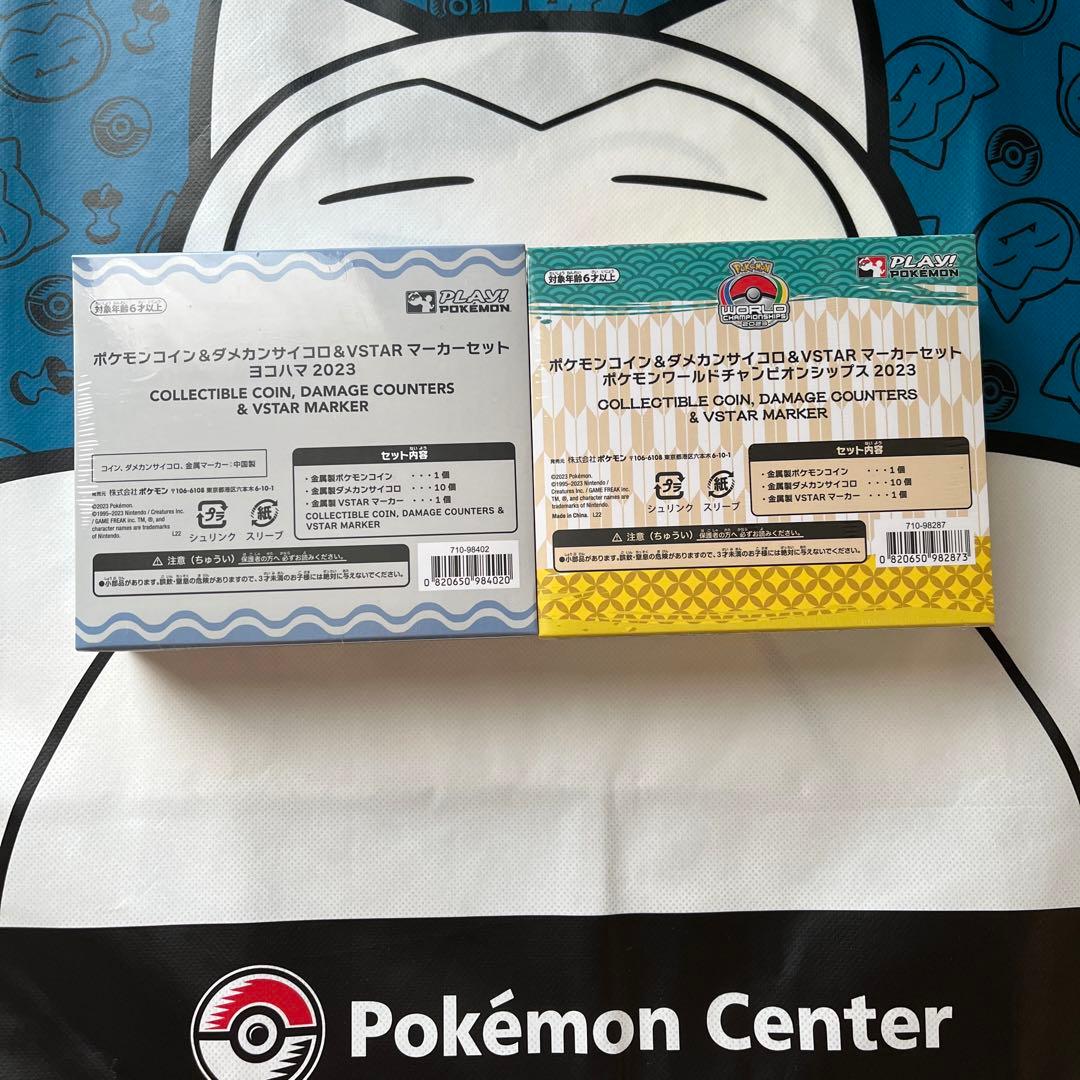 対象年齢6才以上
PLAY!
POKÉMON
ポケモンコイン&ダメカンサイコロ&VSTAR マーカーセット
ヨコハマ 2023
COLLECTIBLE COIN, DAMAGE COUNTERS
& VSTAR MARKER
コイン、ダメカンサイコロ、金属マーカー:中国製
発売元 株式会社ポケモン 〒106-6108 東京都港区六本木6-10-1
©2023 Pokémon.
©1995-2023 Nintendo /
Creatures Inc.
/ GAME FREAK inc.
TM, ®, and
character names are
trademarks
of Nintendo.
L22
プラ
紙
シュリンク スリーブ
セット内容
・金属製ポケモンコイン ・・・1個
・金属製ダメカンサイコロ ・・・10個
・金属製 VSTAR マーカー ・・・1個
COLLECTIBLE COIN, DAMAGE COUNTERS &
VSTAR MARKER
⚠ 注意(ちゅうい) 保護者の方へ 必ずお読みください。
●小部品があります。誤飲・窒息の危険がありますので、3才未満のお子様には絶対に与えないでください。
710-98402
0 820650 984020
対象年齢6才以上
Pokémon
WORLD
CHAMPIONSHIPS
2023
PLAY!
POKÉMON
ポケモンコイン&ダメカンサイコロ&VSTAR マーカーセット
ポケモンワールドチャンピオンシップス 2023
COLLECTIBLE COIN, DAMAGE COUNTERS
& VSTAR MARKER
発売元 株式会社ポケモン 〒106-6108 東京都港区六本木6-10-1
©2023 Pokémon.
©1995-2023 Nintendo /
Creatures Inc. / GAME FREAK inc.
TM, ®, and character names are
trademarks of Nintendo.
Made in China. L22
プラ
紙
シュリンク スリーブ
セット内容
・金属製ポケモンコイン ・・・1個
・金属製ダメカンサイコロ ・・・10個
・金属製 VSTAR マーカー ・・・1個
⚠ 注意(ちゅうい) 保護者の方へ 必ずお読みください。
●小部品があります。誤飲・窒息の危険がありますので、3才未満のお子様には絶対に与えないでください。
710-98287
0 820650 982873
Pokémon Center